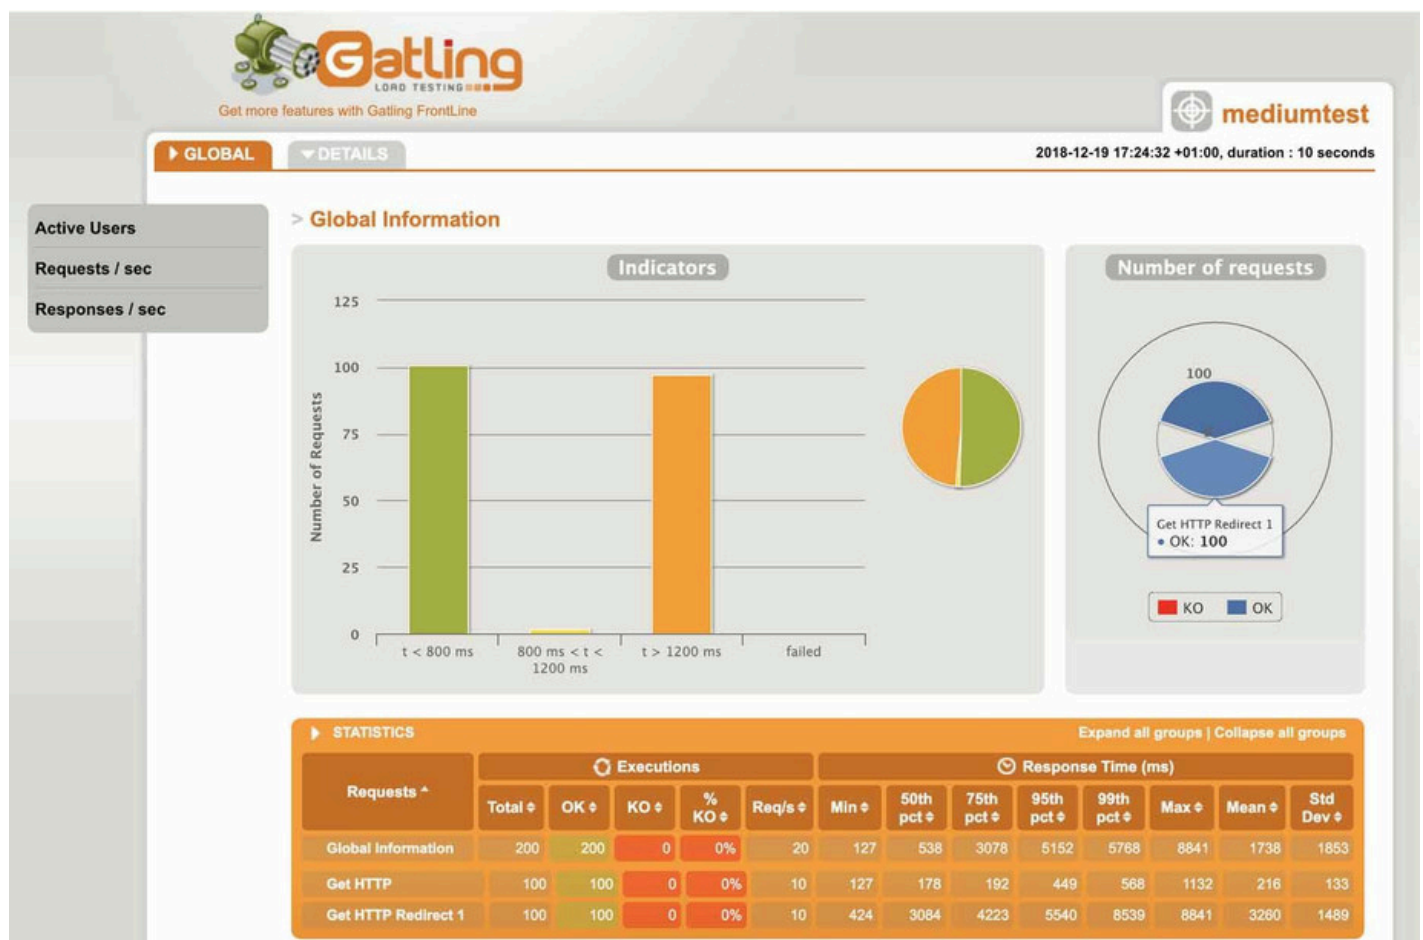 Gatling
LOAD TESTING
Get more features with Gatling FrontLine
mediumtest
GLOBAL
DETAILS
2018-12-19 17:24:32 +01:00, duration : 10 seconds
Active Users
Requests / sec
Responses / sec
> Global Information
Indicators
Number of Requests
125
100
75
50
25
0
t < 800 ms
800 ms < t <
1200 ms
t > 1200 ms
failed
Number of requests
100
Get HTTP Redirect 1
• OK: 100
KO OK
STATISTICS
Expand all groups | Collapse all groups
Requests
Executions
Response Time (ms)
Total OK KO % KO Req/s Min 50th pct 75th pct 95th pct 99th pct Max Mean Std Dev
Global Information 200 200 0 0% 20 127 538 3078 5152 5768 8841 1738 1853
Get HTTP 100 100 0 0% 10 127 178 192 449 568 1132 216 133
Get HTTP Redirect 1 100 100 0 0% 10 424 3084 4223 5540 8539 8841 3260 1489